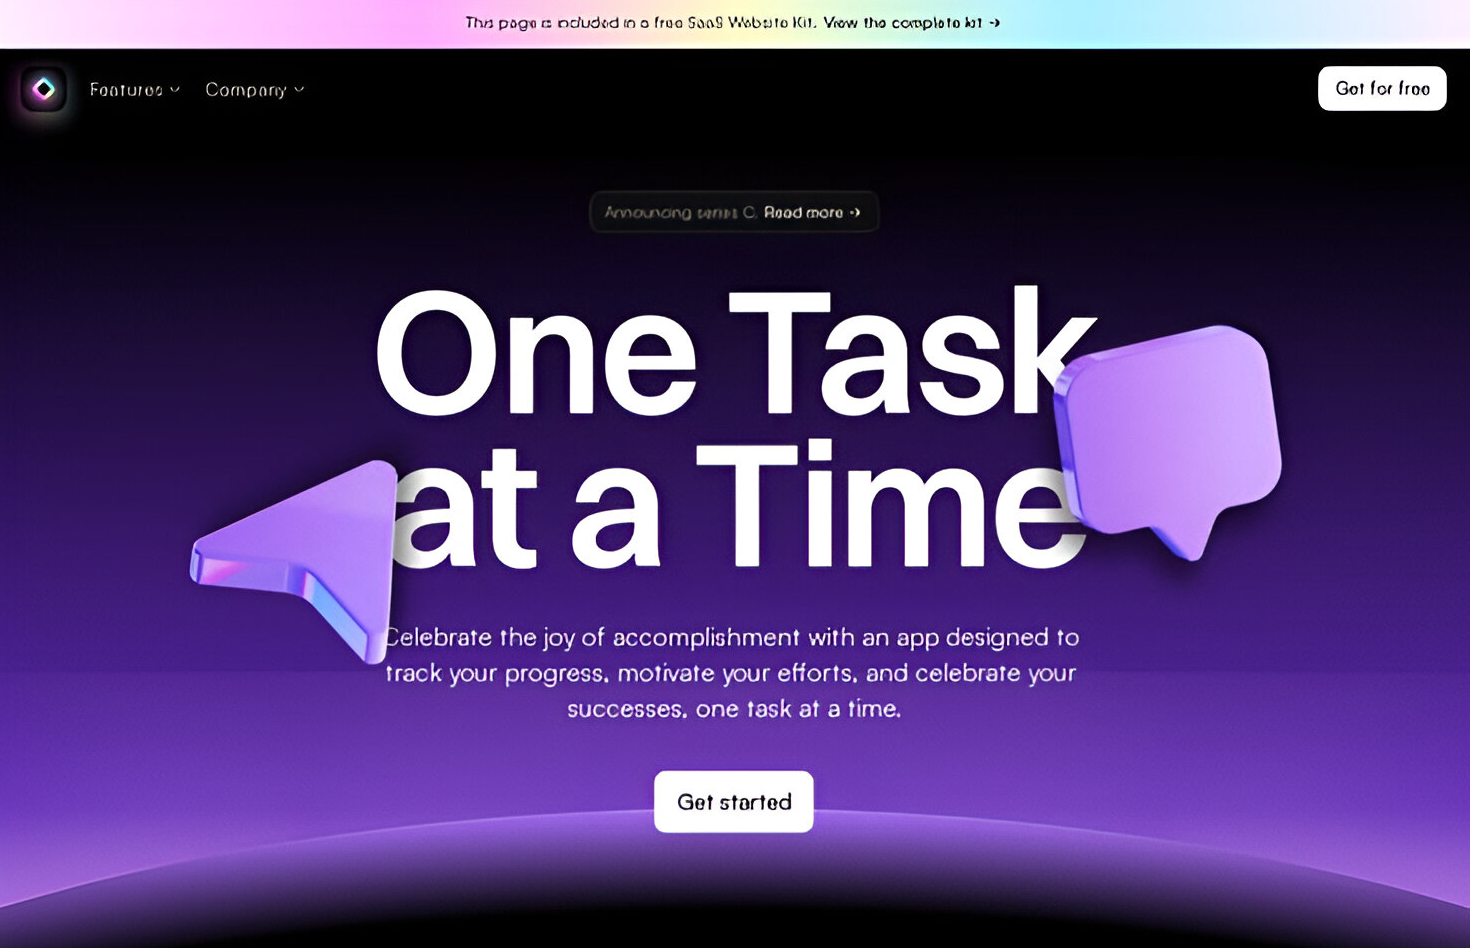 This page is included in a free SaaS Website Kit. View the complete kit →
Features
Company
Get for free
Announcing series C. Read more →
One Task
at a Time
Celebrate the joy of accomplishment with an app designed to
track your progress, motivate your efforts, and celebrate your
successes, one task at a time.
Get started